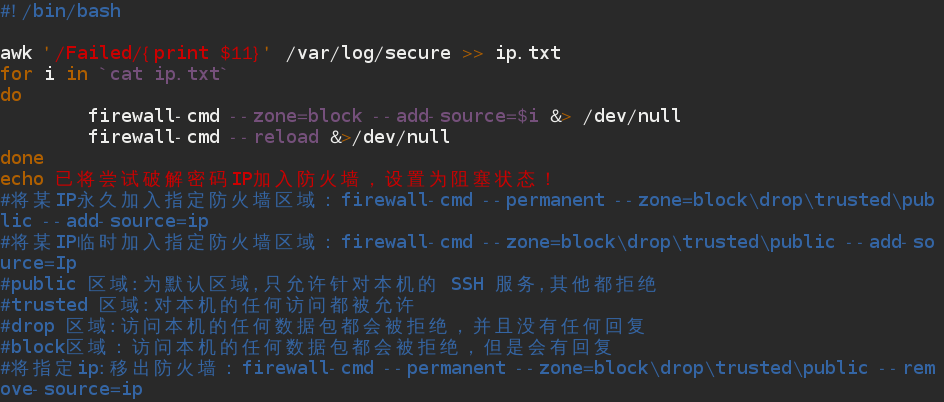 #!/bin/bash
awk '/Failed/{print $11}' /var/log/secure >> ip.txt
for i in `cat ip.txt`
do
firewall-cmd --zone=block --add-source=$i &> /dev/null
firewall-cmd --reload &>/dev/null
done
echo 已将尝试破解密码IP加入防火墙，设置为阻塞状态！
#将某IP永久加入指定防火墙区域：firewall-cmd --permanent --zone=block\drop\trusted\pub
lic --add-source=ip
#将某IP临时加入指定防火墙区域：firewall-cmd --zone=block\drop\trusted\public --add-so
urce=Ip
#public 区域:为默认区域,只允许针对本机的 SSH 服务,其他都拒绝
#trusted 区域:对本机的任何访问都被允许
#drop 区域:访问本机的任何数据包都会被拒绝，并且没有任何回复
#block区域：访问本机的任何数据包都会被拒绝，但是会有回复
#将指定ip:移出防火墙：firewall-cmd --permanent --zone=block\drop\trusted\public --rem
ove-source=ip